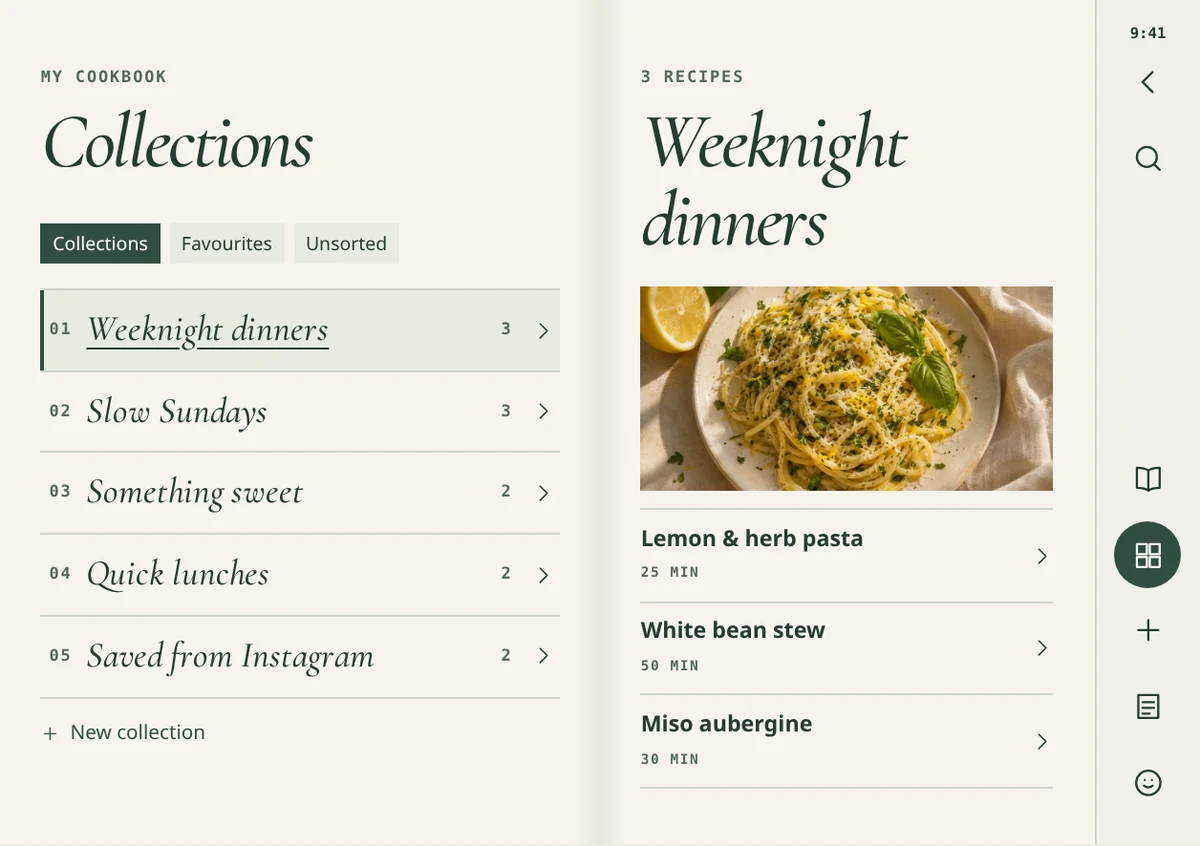 MY COOKBOOK
Collections
Collections
Favourites
Unsorted
01 Weeknight dinners 3
02 Slow Sundays 3
03 Something sweet 2
04 Quick lunches 2
05 Saved from Instagram 2
+ New collection
3 RECIPES
Weeknight
dinners
Lemon & herb pasta
25 MIN
White bean stew
50 MIN
Miso aubergine
30 MIN
9:41